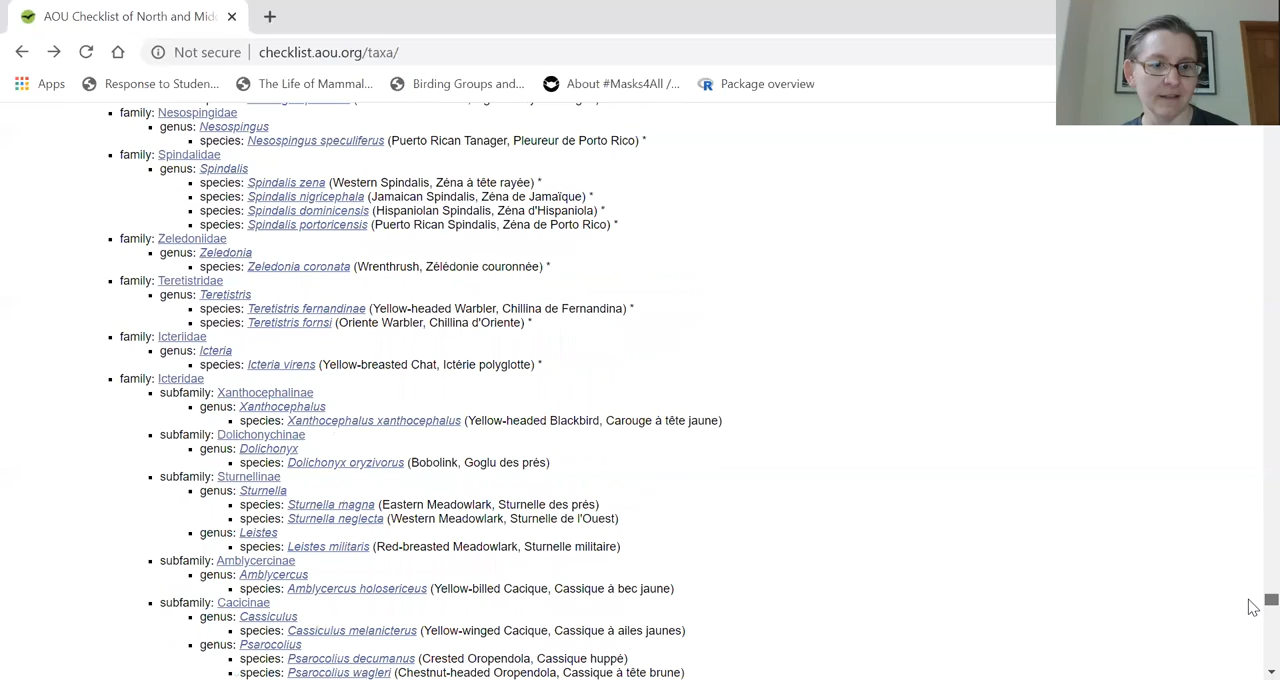 AOU Checklist of North and Mid
Not secure checklist.aou.org/taxa/
Apps Response to Studen... The Life of Mammal... Birding Groups and... About #Masks4All /... Package overview
family: Nesospingidae
genus: Nesospingus
species: Nesospingus speculiferus (Puerto Rican Tanager, Pleureur de Porto Rico) *
family: Spindalidae
genus: Spindalis
species: Spindalis zena (Western Spindalis, Zéna à tête rayée) *
species: Spindalis nigricephala (Jamaican Spindalis, Zéna de Jamaïque) *
species: Spindalis dominicensis (Hispaniolan Spindalis, Zéna d'Hispaniola) *
species: Spindalis portoricensis (Puerto Rican Spindalis, Zéna de Porto Rico) *
family: Zeledoniidae
genus: Zeledonia
species: Zeledonia coronata (Wrenthrush, Zélédonie couronnée) *
family: Teretistridae
genus: Teretistris
species: Teretistris fernandinae (Yellow-headed Warbler, Chillina de Fernandina) *
species: Teretistris fornsi (Oriente Warbler, Chillina d'Oriente) *
family: Icteriidae
genus: Icteria
species: Icteria virens (Yellow-breasted Chat, Ictérie polyglotte) *
family: Icteridae
subfamily: Xanthocephalinae
genus: Xanthocephalus
species: Xanthocephalus xanthocephalus (Yellow-headed Blackbird, Carouge à tête jaune)
subfamily: Dolichonychinae
genus: Dolichonyx
species: Dolichonyx oryzivorus (Bobolink, Goglu des prés)
subfamily: Sturnellinae
genus: Sturnella
species: Sturnella magna (Eastern Meadowlark, Sturnelle des prés)
species: Sturnella neglecta (Western Meadowlark, Sturnelle de l'Ouest)
genus: Leistes
species: Leistes militaris (Red-breasted Meadowlark, Sturnelle militaire)
subfamily: Amblycercinae
genus: Amblycercus
species: Amblycercus holosericeus (Yellow-billed Cacique, Cassique à bec jaune)
subfamily: Cacicinae
genus: Cassiculus
species: Cassiculus melanicterus (Yellow-winged Cacique, Cassique à ailes jaunes)
genus: Psarocolius
species: Psarocolius decumanus (Crested Oropendola, Cassique huppé)
species: Psarocolius wagleri (Chestnut-headed Oropendola, Cassique à tête brune)